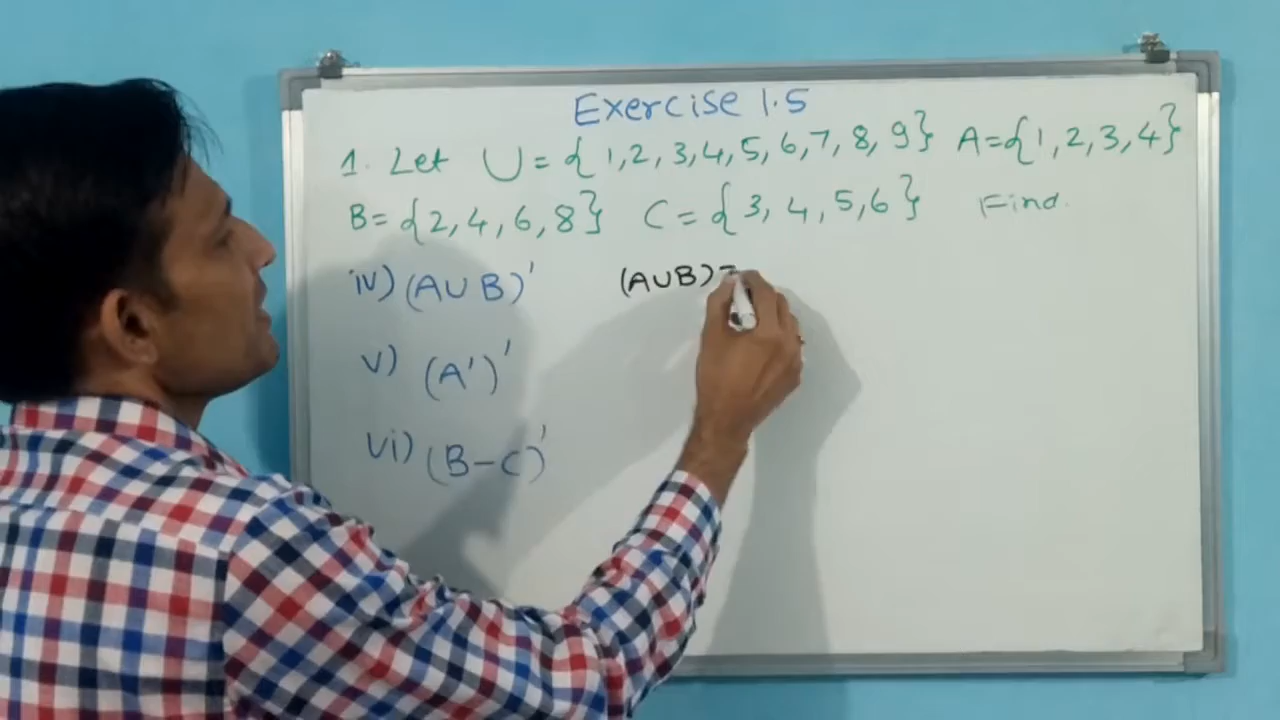 Exercise 1.5
1. Let U = { 1,2, 3,4, 5, 6,7, 8, 9} A={1, 2, 3, 4}
B= {2, 4, 6, 8} C = {3, 4, 5,6} Find.
iv) (A∪B)' (A∪B)=
v) (A')'
vi) (B-C)'